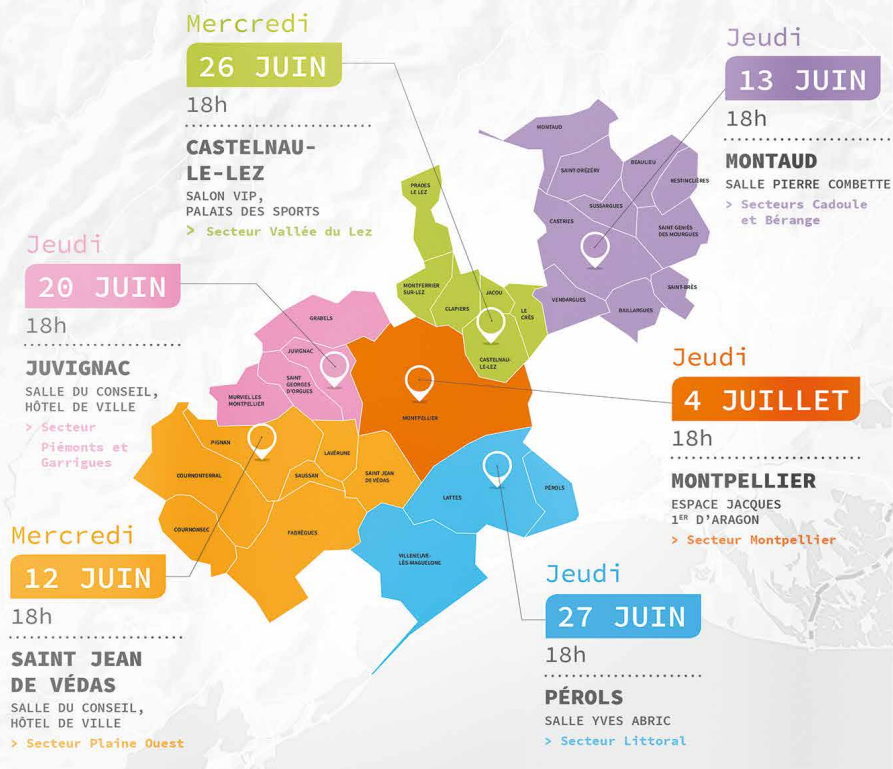 Mercredi
26 JUIN
18h
CASTELNAU-
LE-LEZ
SALON VIP,
PALAIS DES SPORTS
> Secteur Vallée du Lez
Jeudi
13 JUIN
18h
MONTAUD
SALLE PIERRE COMBETTE
> Secteurs Cadoule
et Bérange
Jeudi
20 JUIN
18h
JUVIGNAC
SALLE DU CONSEIL,
HÔTEL DE VILLE
> Secteur
Piémonts et
Garrigues
Jeudi
4 JUILLET
18h
MONTPELLIER
ESPACE JACQUES
1ER D'ARAGON
> Secteur Montpellier
Mercredi
12 JUIN
18h
SAINT JEAN
DE VÉDAS
SALLE DU CONSEIL,
HÔTEL DE VILLE
> Secteur Plaine Ouest
Jeudi
27 JUIN
18h
PÉROLS
SALLE YVES ABRIC
> Secteur Littoral
MONTAUD
SAINT-DRÉZÉRY
BEAULIEU
RESTINCLIÈRES
SUSSARGUES
CASTRIES
SAINT GENIÈS
DES MOURGUES
VENDARGUES
BAILLARGUES
SAINT-BRÈS
PRADES
LE LEZ
MONTFERRIER
SUR-LEZ
CLAPIERS
JACOU
LE
CRÈS
CASTELNAU-
LE-LEZ
GRABELS
JUVIGNAC
SAINT
GEORGES
D'ORGUES
MURVIEL LES
MONTPELLIER
MONTPELLIER
PIGNAN
LAVÉRUNE
COURNONTERRAL
SAUSSAN
SAINT JEAN
DE VÉDAS
COURNONSEC
FABRÈGUES
LATTES
PÉROLS
VILLENEUVE-
LÈS-MAGUELONE